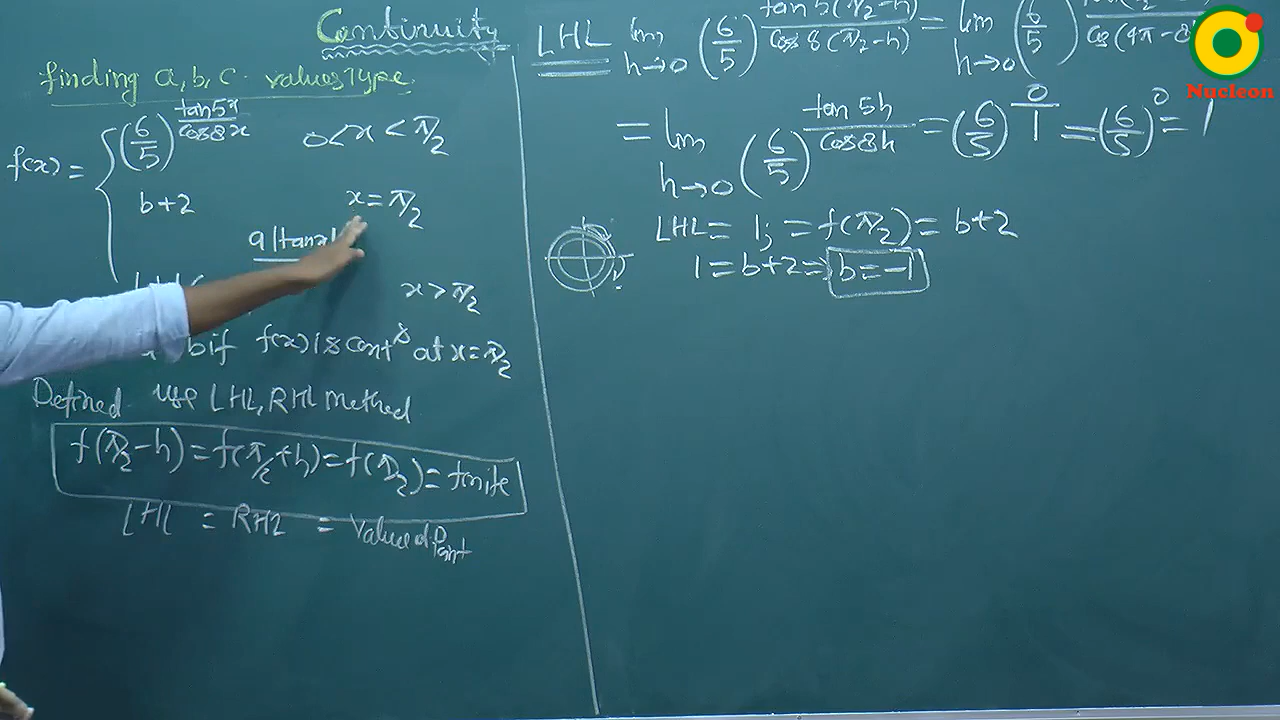 Continuity
finding a, b, c values Type
f(x) = { (6/5)^(tan5x/cos8x) 0 < x < π/2
b+2 x = π/2
a|tanx|
x > π/2
b if f(x) is cont^s at x = π/2
Defined use LHL, RHL method
f(π/2 - h) = f(π/2 + h) = f(π/2) = finite
LHL = RHL = Value of Point
LHL lim h→0 (6/5)^(tan5(π/2-h)/cos8(π/2-h)) = lim h→0 (6/5)
= lim h→0 (6/5)^(tan5h/cos8h) = (6/5)^(0/1) = (6/5)^0 = 1
LHL = 1; = f(π/2) = b+2
1 = b+2 ⇒ b = -1
Nucleon